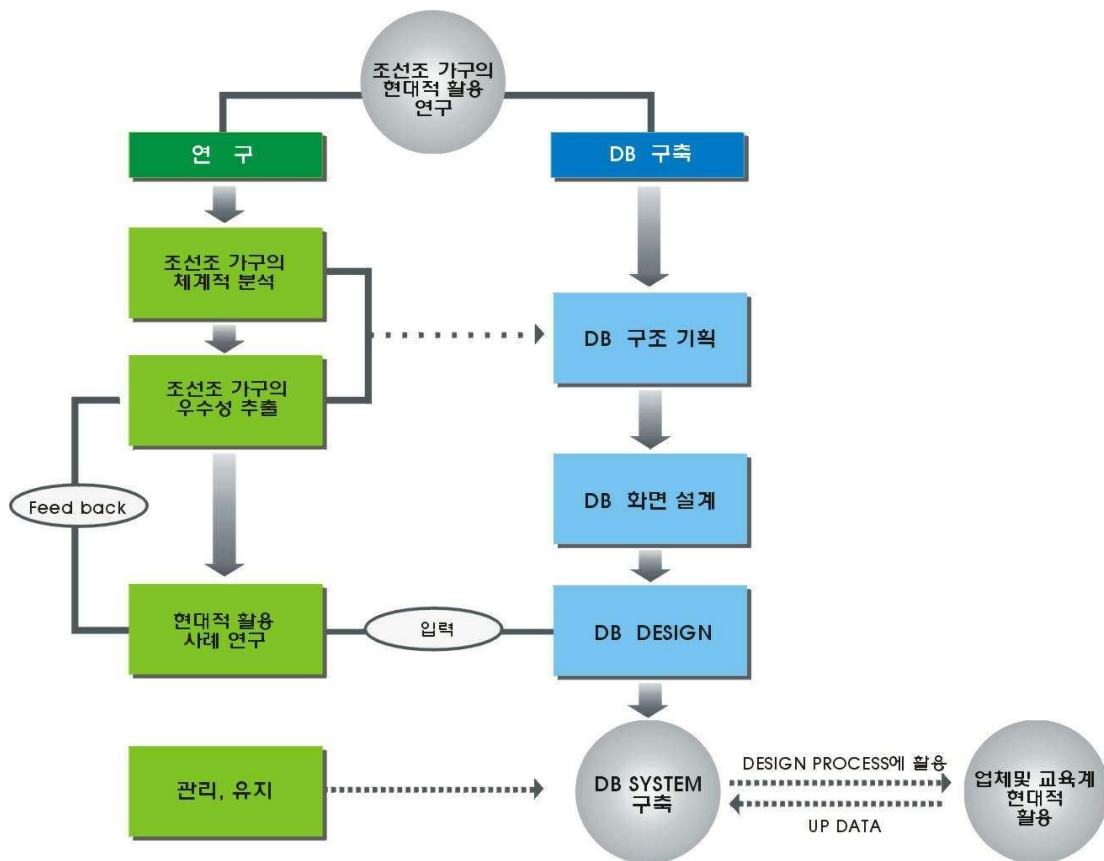 조선조 가구의
현대적 활용
연구
연 구
DB 구축
조선조 가구의
체계적 분석
DB 구조 기획
조선조 가구의
우수성 추출
Feed back
DB 화면 설계
현대적 활용
사례 연구
입력
DB DESIGN
관리, 유지
DB SYSTEM
구축
DESIGN PROCESS에 활용
UP DATA
업체및 교육계
현대적
활용